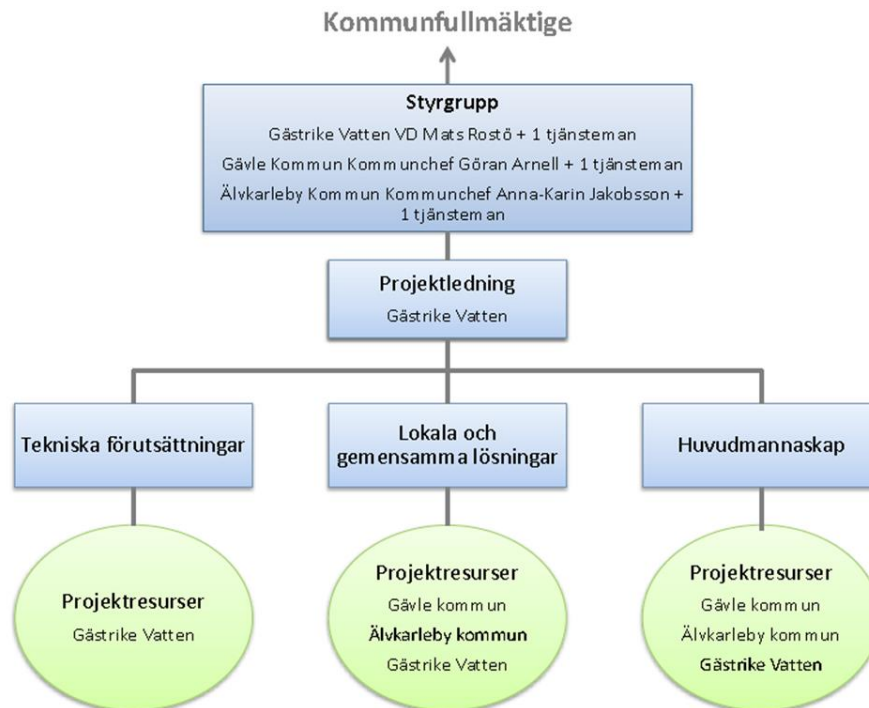 Kommunfullmäktige
Styrgrupp
Gästrike Vatten VD Mats Rostö + 1 tjänsteman
Gävle Kommun Kommunchef Göran Arnell + 1 tjänsteman
Älvkarleby Kommun Kommunchef Anna-Karin Jakobsson +
1 tjänsteman
Projektledning
Gästrike Vatten
Tekniska förutsättningar
Lokala och
gemensamma lösningar
Huvudmannaskap
Projektresurser
Gästrike Vatten
Projektresurser
Gävle kommun
Älvkarleby kommun
Gästrike Vatten
Projektresurser
Gävle kommun
Älvkarleby kommun
Gästrike Vatten